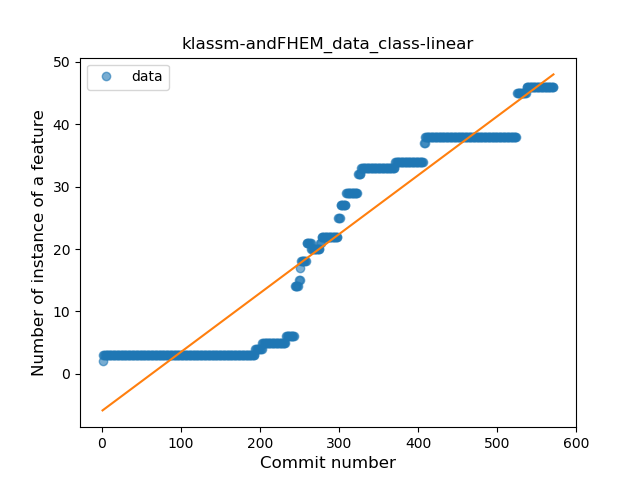 klassm-andFHEM_data_class-linear
data
Number of instance of a feature
50
40
30
20
10
0
0 100 200 300 400 500 600
Commit number